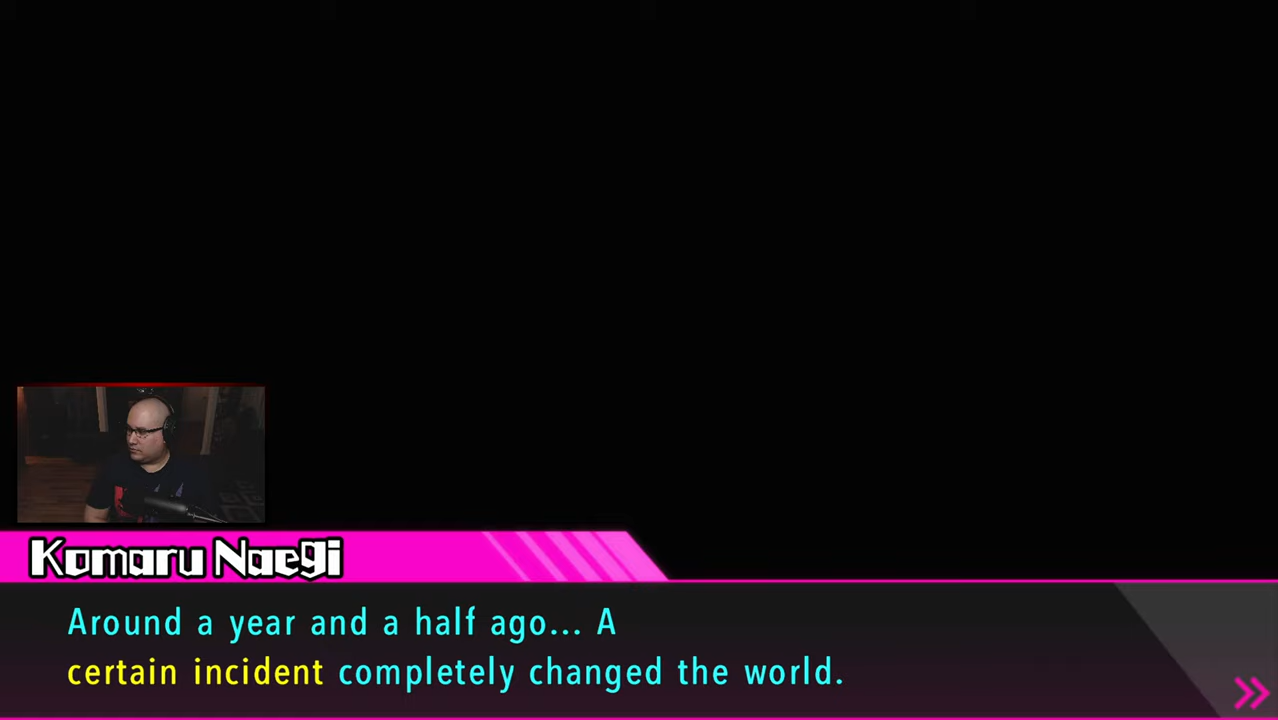 Komaru Naegi
Around a year and a half ago... A
certain incident completely changed the world.